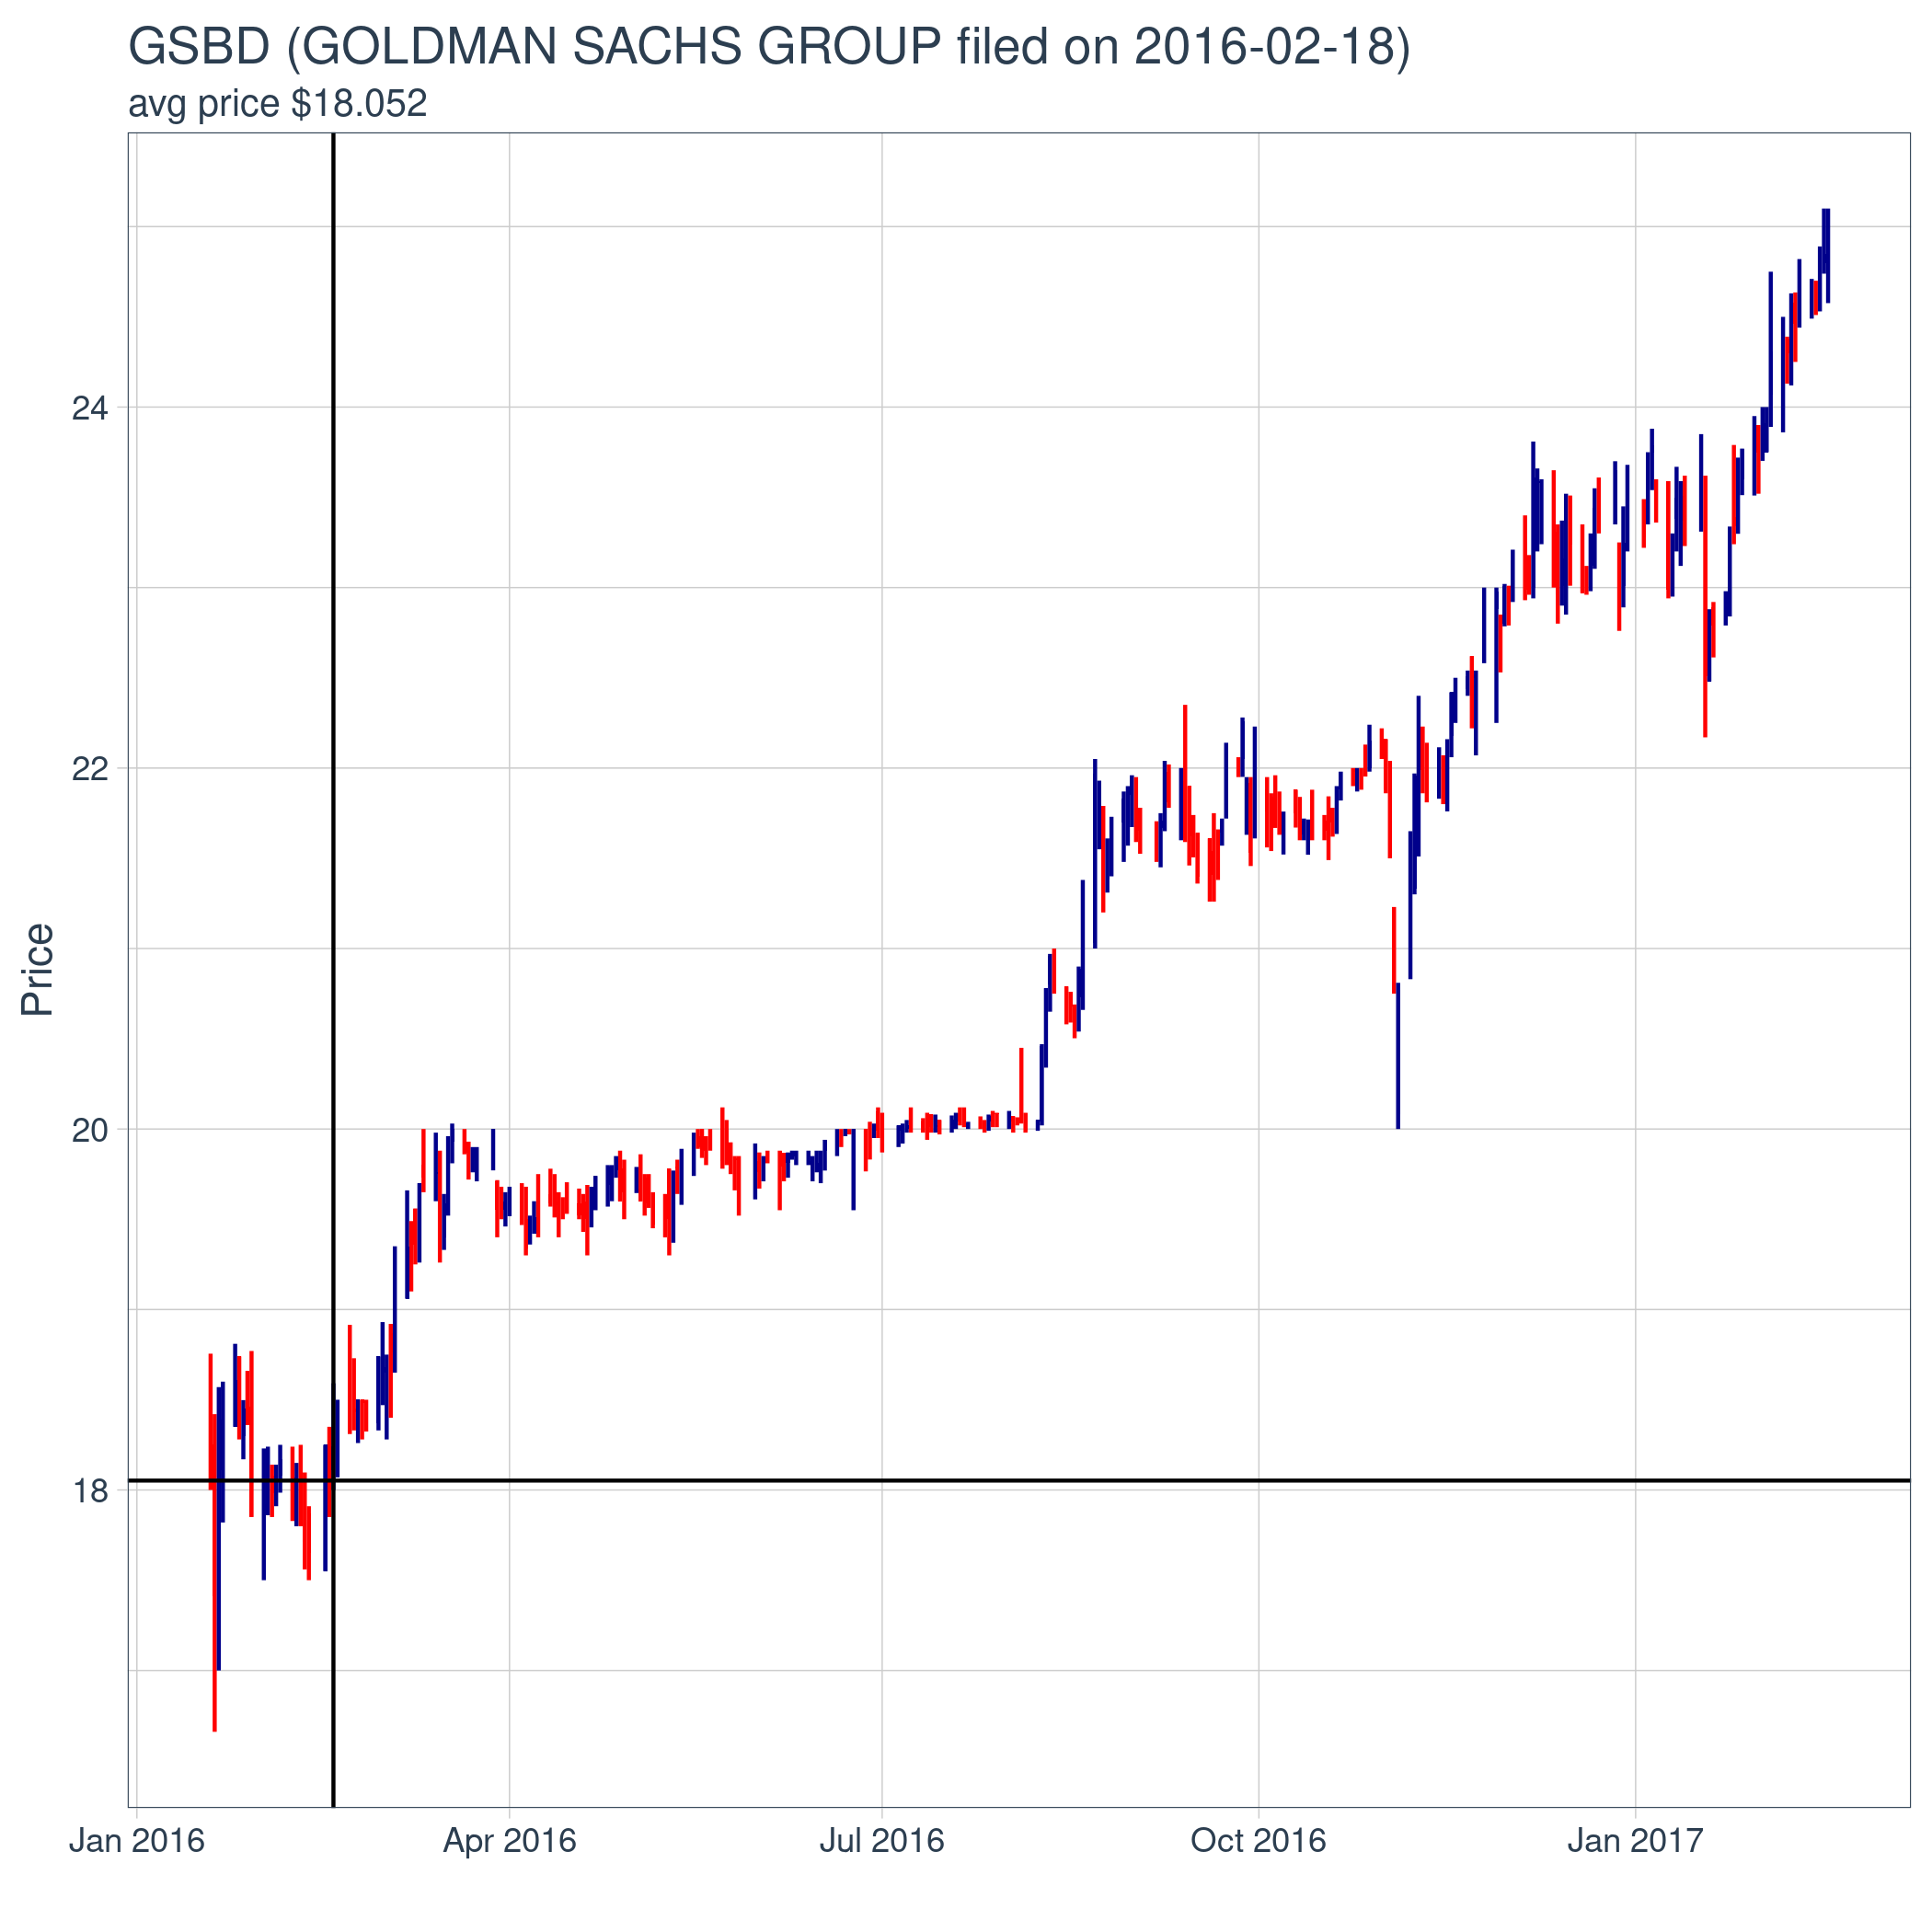 GSBD (GOLDMAN SACHS GROUP filed on 2016-02-18)
avg price $18.052
24
22
20
18
Price
Jan 2016 Apr 2016 Jul 2016 Oct 2016 Jan 2017